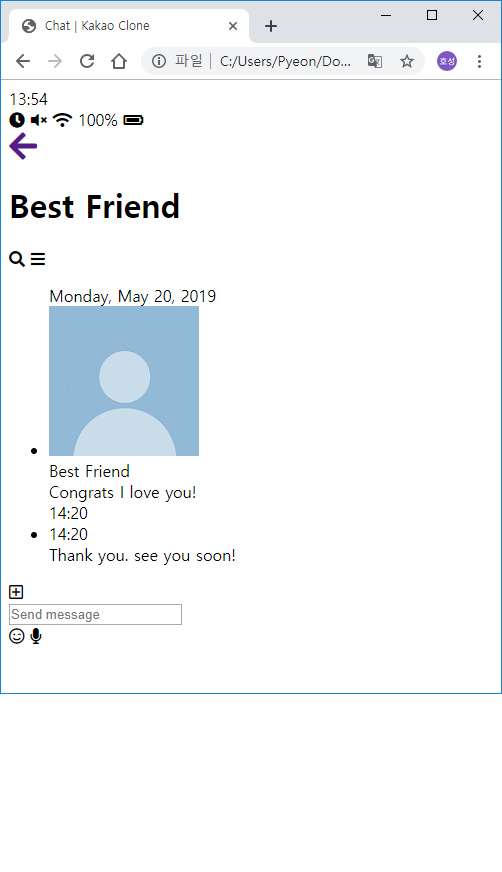 Chat | Kakao Clone
파일 | C:/Users/Pyeon/Do...
호성
13:54
100%
Best Friend
Monday, May 20, 2019
Best Friend
Congrats I love you!
14:20
14:20
Thank you. see you soon!
Send message